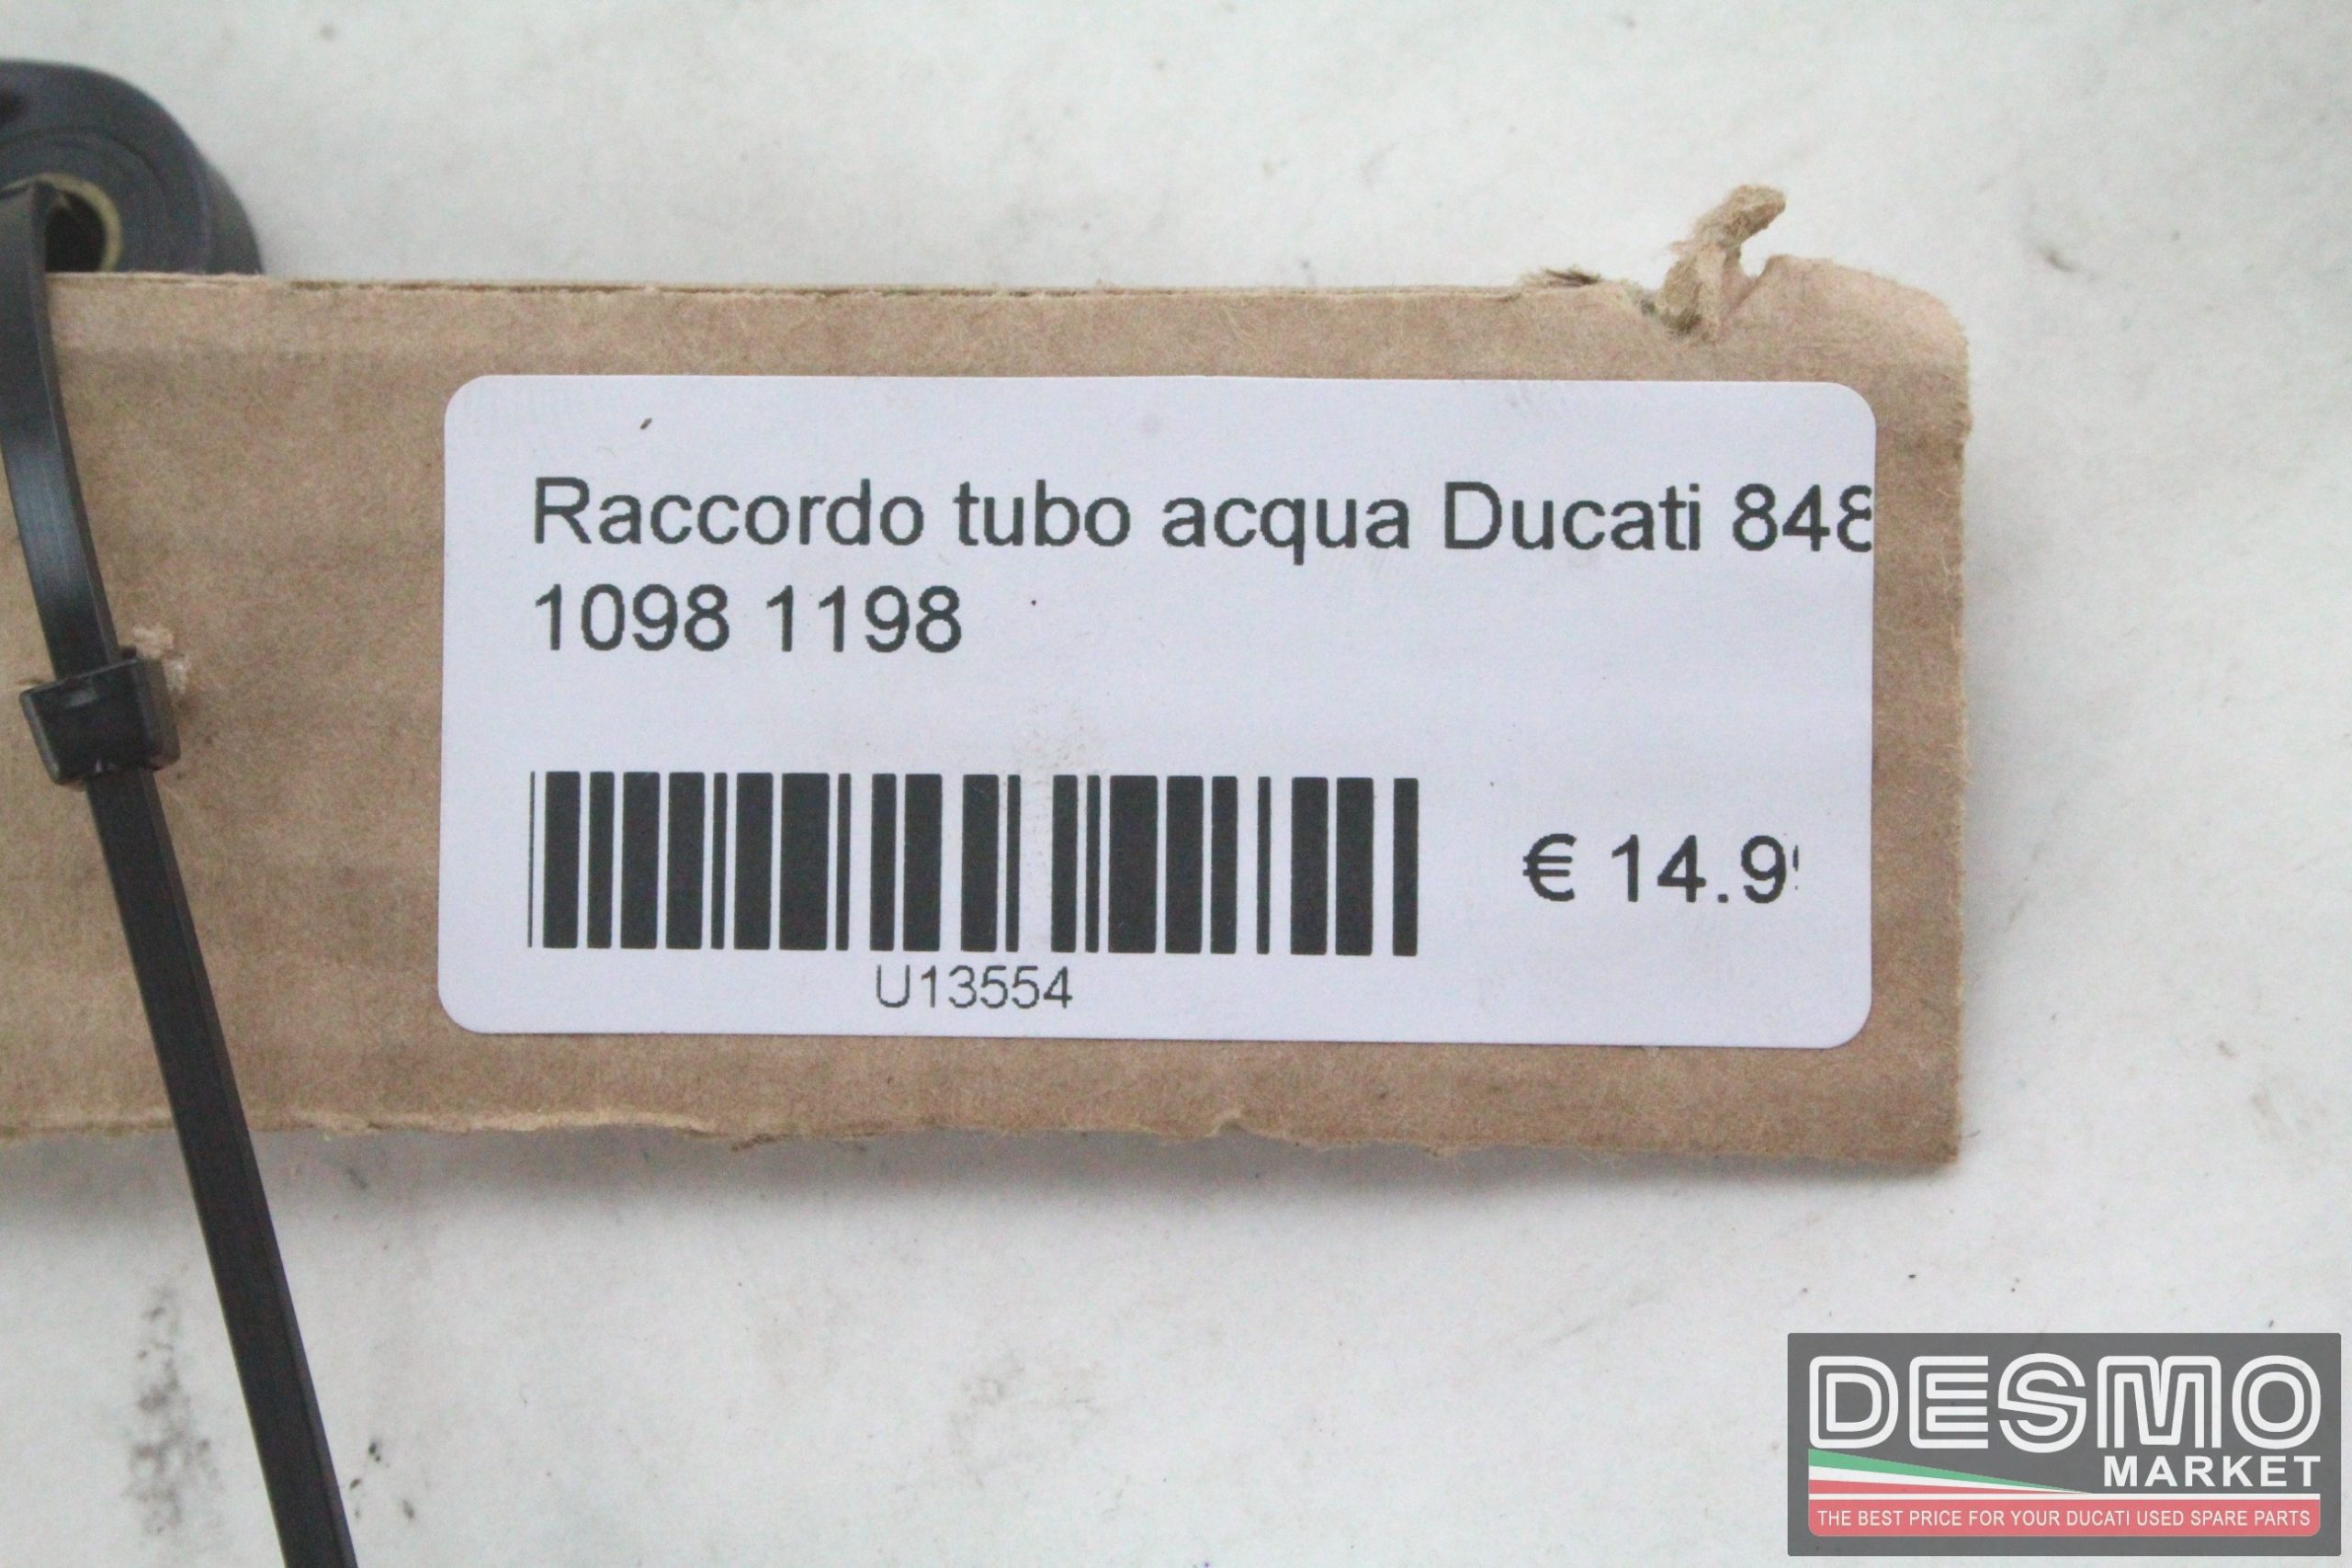 Raccordo tubo acqua Ducati 848
1098 1198
€ 14.9
U13554
DESMO
MARKET
THE BEST PRICE FOR YOUR DUCATI USED SPARE PARTS